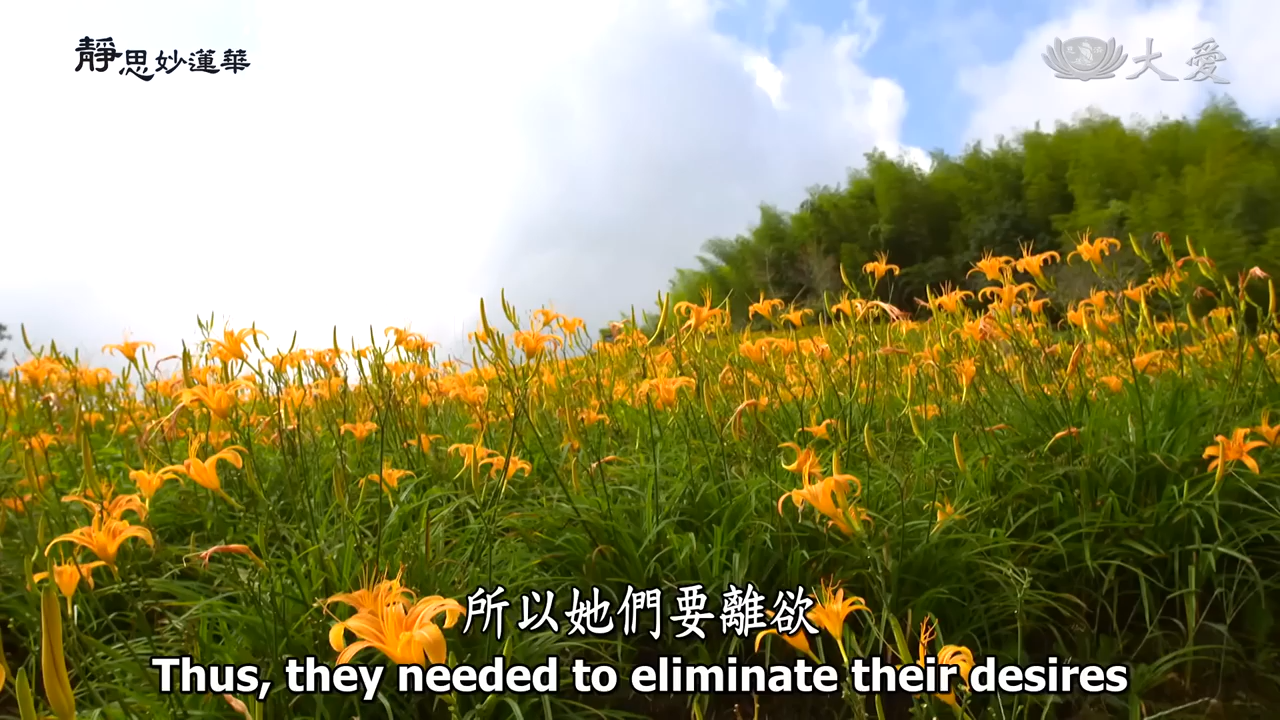 靜思妙蓮華
大愛
所以她們要離欲
Thus, they needed to eliminate their desires